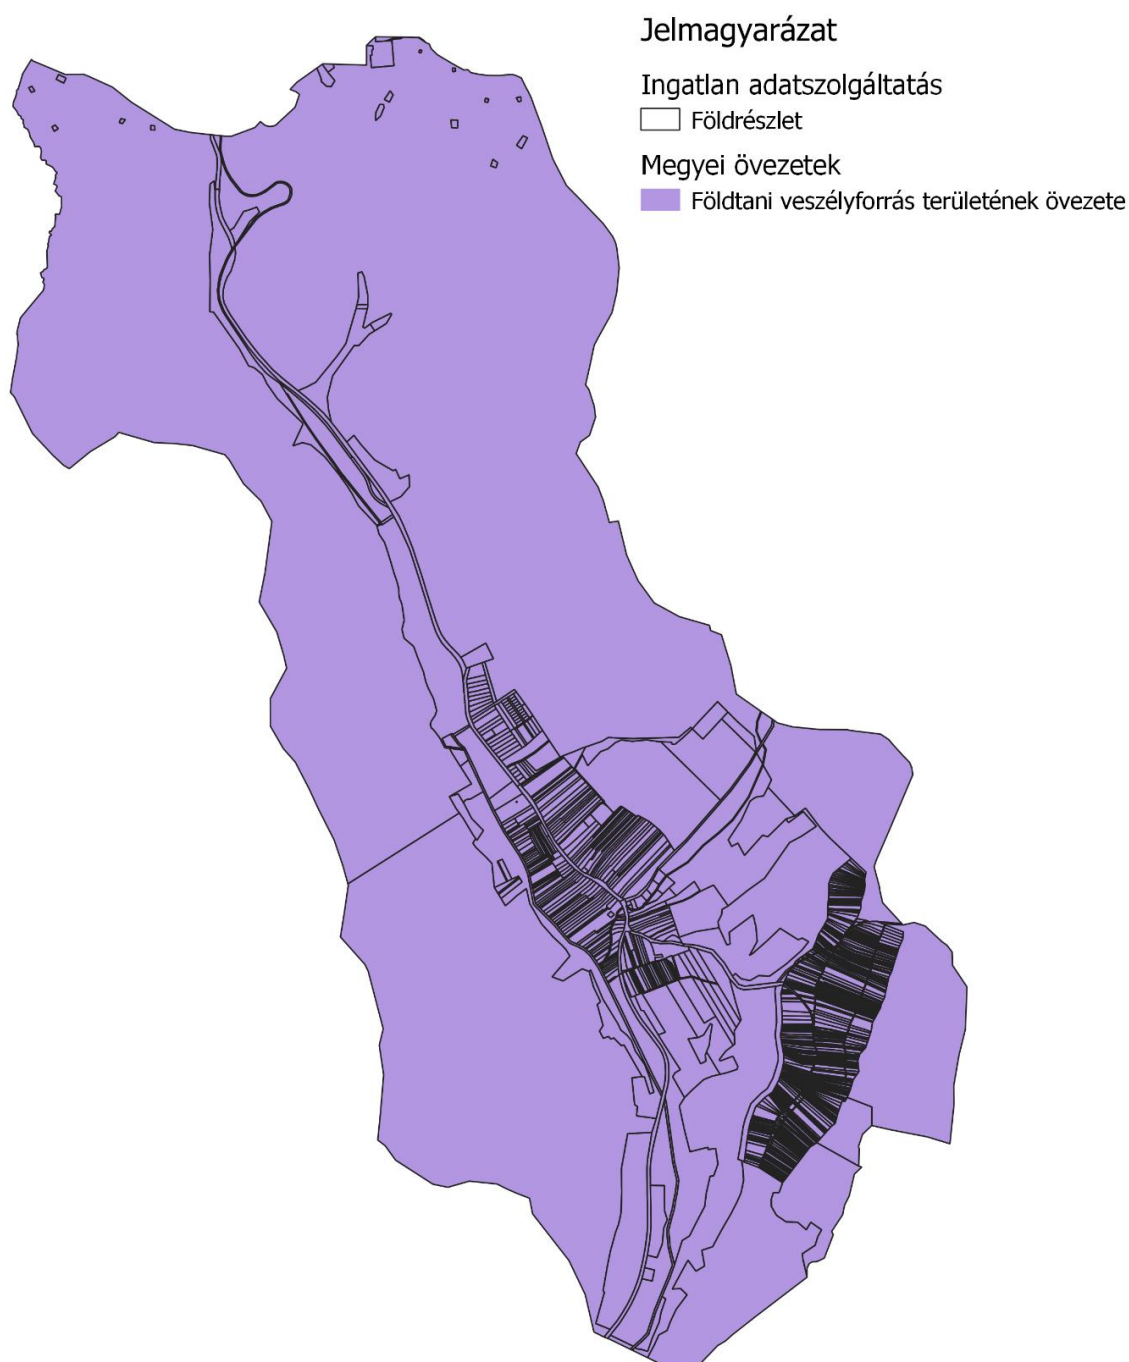 Jelmagyarázat
Ingatlan adatszolgáltatás
Földrészlet
Megyei övezetek
Földtani veszélyforrás területének övezete